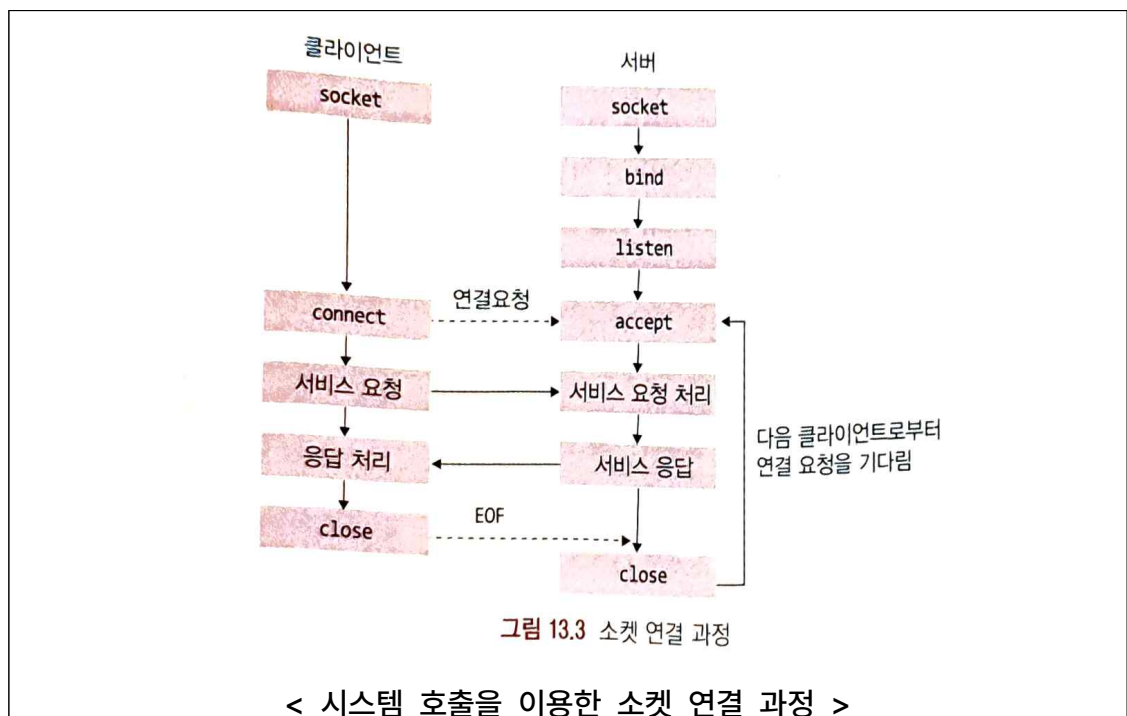 클라이언트
서버
socket
socket
bind
listen
연결요청
connect
accept
서비스 요청
서비스 요청 처리
다음 클라이언트로부터
연결 요청을 기다림
응답 처리
서비스 응답
EOF
close
close
그림 13.3 소켓 연결 과정
< 시스템 호출을 이용한 소켓 연결 과정 >